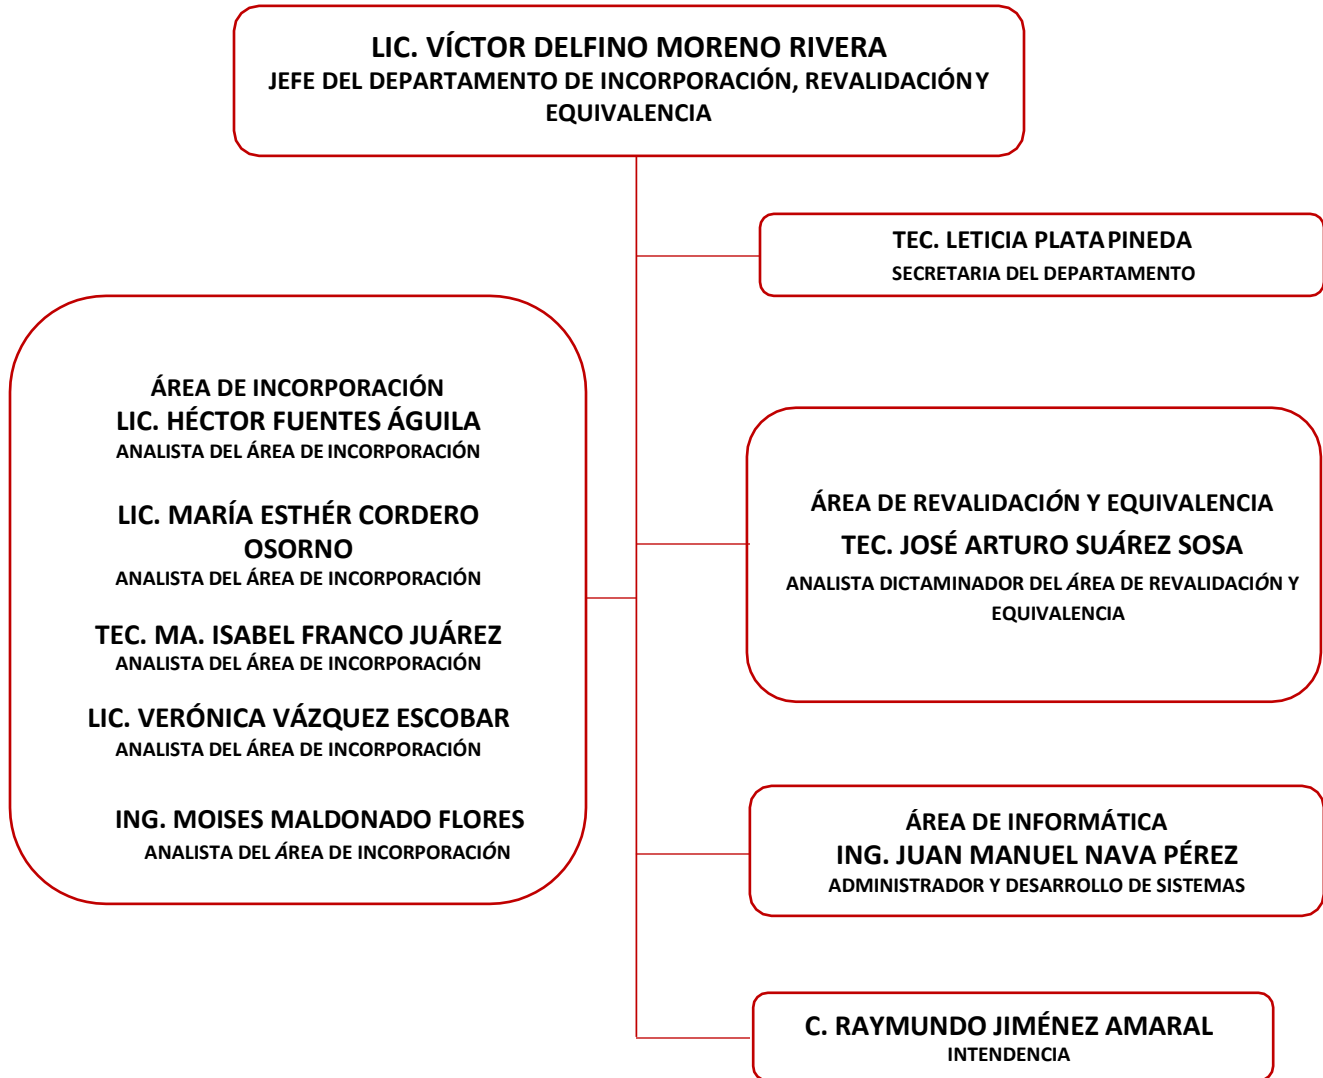 LIC. VÍCTOR DELFINO MORENO RIVERA
JEFE DEL DEPARTAMENTO DE INCORPORACIÓN, REVALIDACIÓN Y
EQUIVALENCIA
TEC. LETICIA PLATA PINEDA
SECRETARIA DEL DEPARTAMENTO
ÁREA DE INCORPORACIÓN
LIC. HÉCTOR FUENTES ÁGUILA
ANALISTA DEL ÁREA DE INCORPORACIÓN
LIC. MARÍA ESTHÉR CORDERO
OSORNO
ANALISTA DEL ÁREA DE INCORPORACIÓN
TEC. MA. ISABEL FRANCO JUÁREZ
ANALISTA DEL ÁREA DE INCORPORACIÓN
LIC. VERÓNICA VÁZQUEZ ESCOBAR
ANALISTA DEL ÁREA DE INCORPORACIÓN
ING. MOISES MALDONADO FLORES
ANALISTA DEL ÁREA DE INCORPORACIÓN
ÁREA DE REVALIDACIÓN Y EQUIVALENCIA
TEC. JOSÉ ARTURO SUÁREZ SOSA
ANALISTA DICTAMINADOR DEL ÁREA DE REVALIDACIÓN Y
EQUIVALENCIA
ÁREA DE INFORMÁTICA
ING. JUAN MANUEL NAVA PÉREZ
ADMINISTRADOR Y DESARROLLO DE SISTEMAS
C. RAYMUNDO JIMÉNEZ AMARAL
INTENDENCIA